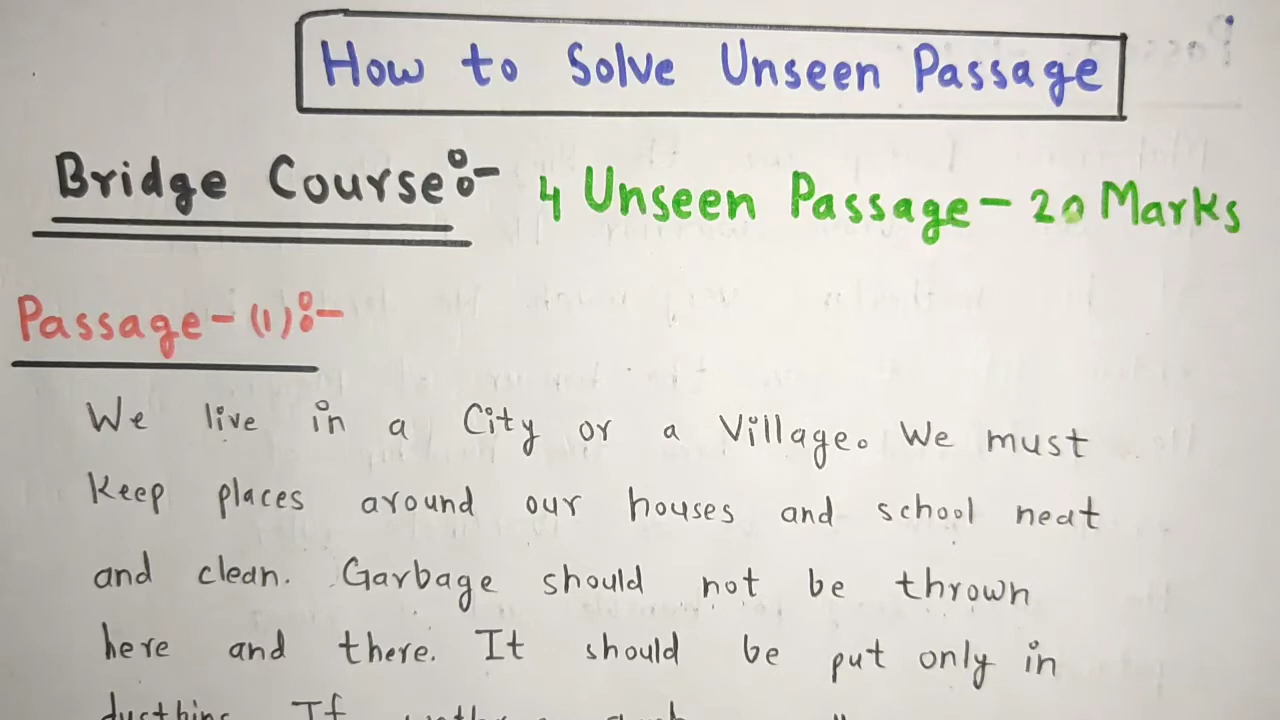 How to Solve Unseen Passage
Bridge Course:- 4 Unseen Passage - 20 Marks
Passage - (1):-
We live in a City or a Village. We must
Keep places around our houses and school neat
and clean. Garbage should not be thrown
here and there. It should be put only in
If